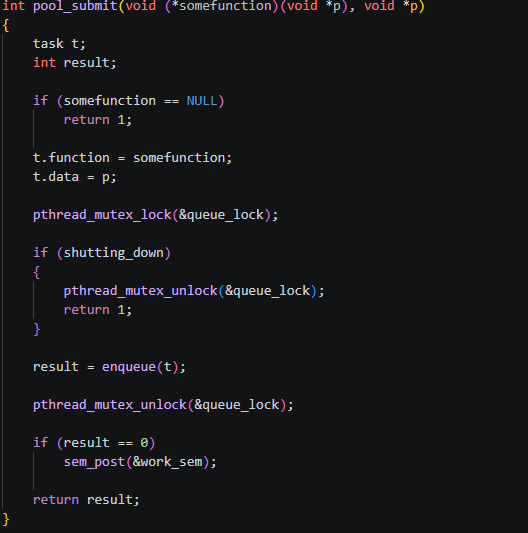 int pool_submit(void (*somefunction)(void *p), void *p)
{
    task t;
    int result;

    if (somefunction == NULL)
        return 1;

    t.function = somefunction;
    t.data = p;

    pthread_mutex_lock(&queue_lock);

    if (shutting_down)
    {
        pthread_mutex_unlock(&queue_lock);
        return 1;
    }

    result = enqueue(t);

    pthread_mutex_unlock(&queue_lock);

    if (result == 0)
        sem_post(&work_sem);

    return result;
}